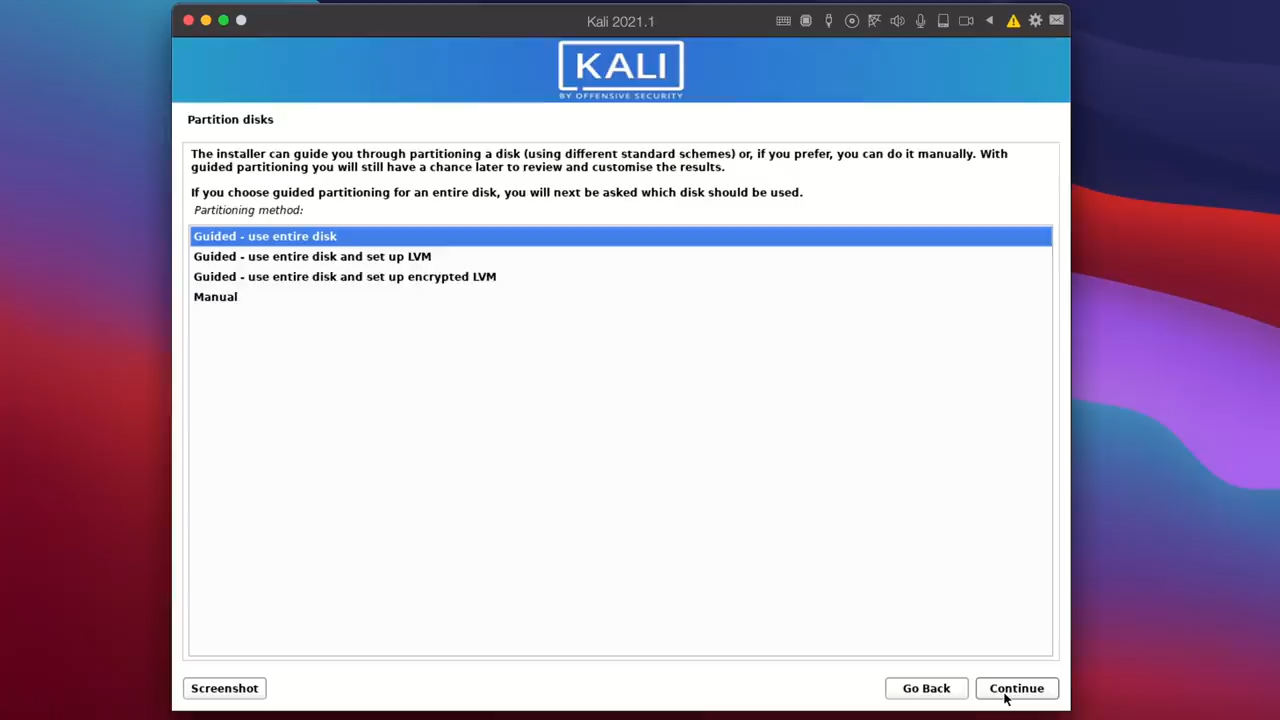 Kali 2021.1
KALI
BY OFFENSIVE SECURITY
Partition disks
The installer can guide you through partitioning a disk (using different standard schemes) or, if you prefer, you can do it manually. With
guided partitioning you will still have a chance later to review and customise the results.
If you choose guided partitioning for an entire disk, you will next be asked which disk should be used.
Partitioning method:
Guided - use entire disk
Guided - use entire disk and set up LVM
Guided - use entire disk and set up encrypted LVM
Manual
Screenshot
Go Back
Continue